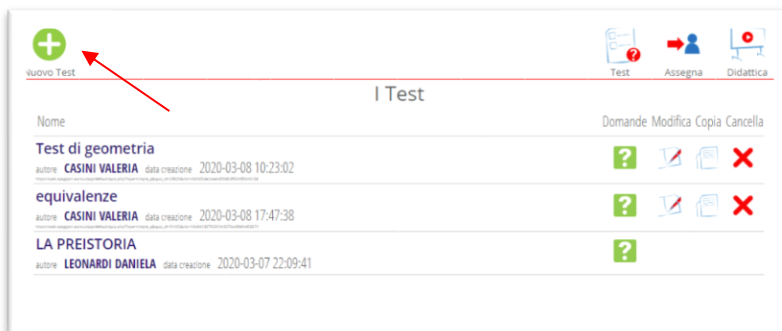 Nuovo Test
Test Assegna Didattica
I Test
Nome Domande Modifica Copia Cancella
Test di geometria
autore CASINI VALERIA data creazione 2020-03-08 10:23:02
equivalenze
autore CASINI VALERIA data creazione 2020-03-08 17:47:38
LA PREISTORIA
autore LEONARDI DANIELA data creazione 2020-03-07 22:09:41